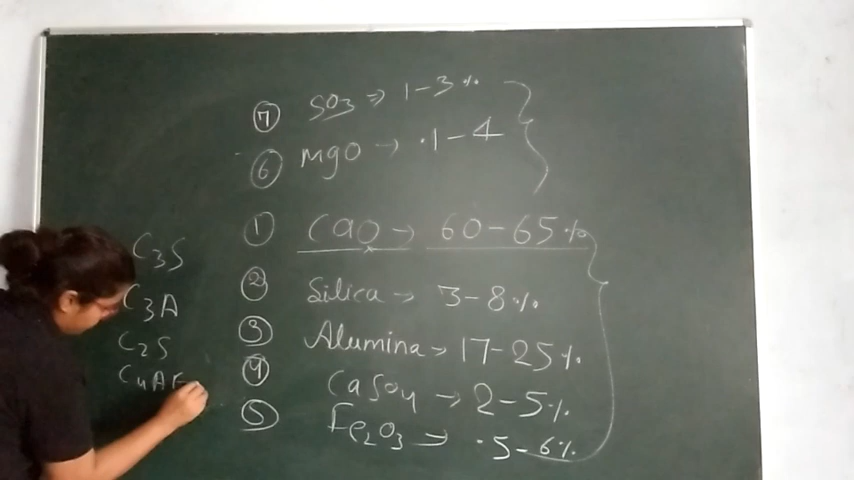 ⑦ SO3 => 1-3%
⑥ MgO -> .1-4
① CaO -> 60-65%
② Silica -> 3-8%
③ Alumina -> 17-25%
④ CaSO4 -> 2-5%
⑤ Fe2O3 -> .5-6%
C3S
C3A
C2S
C4AF